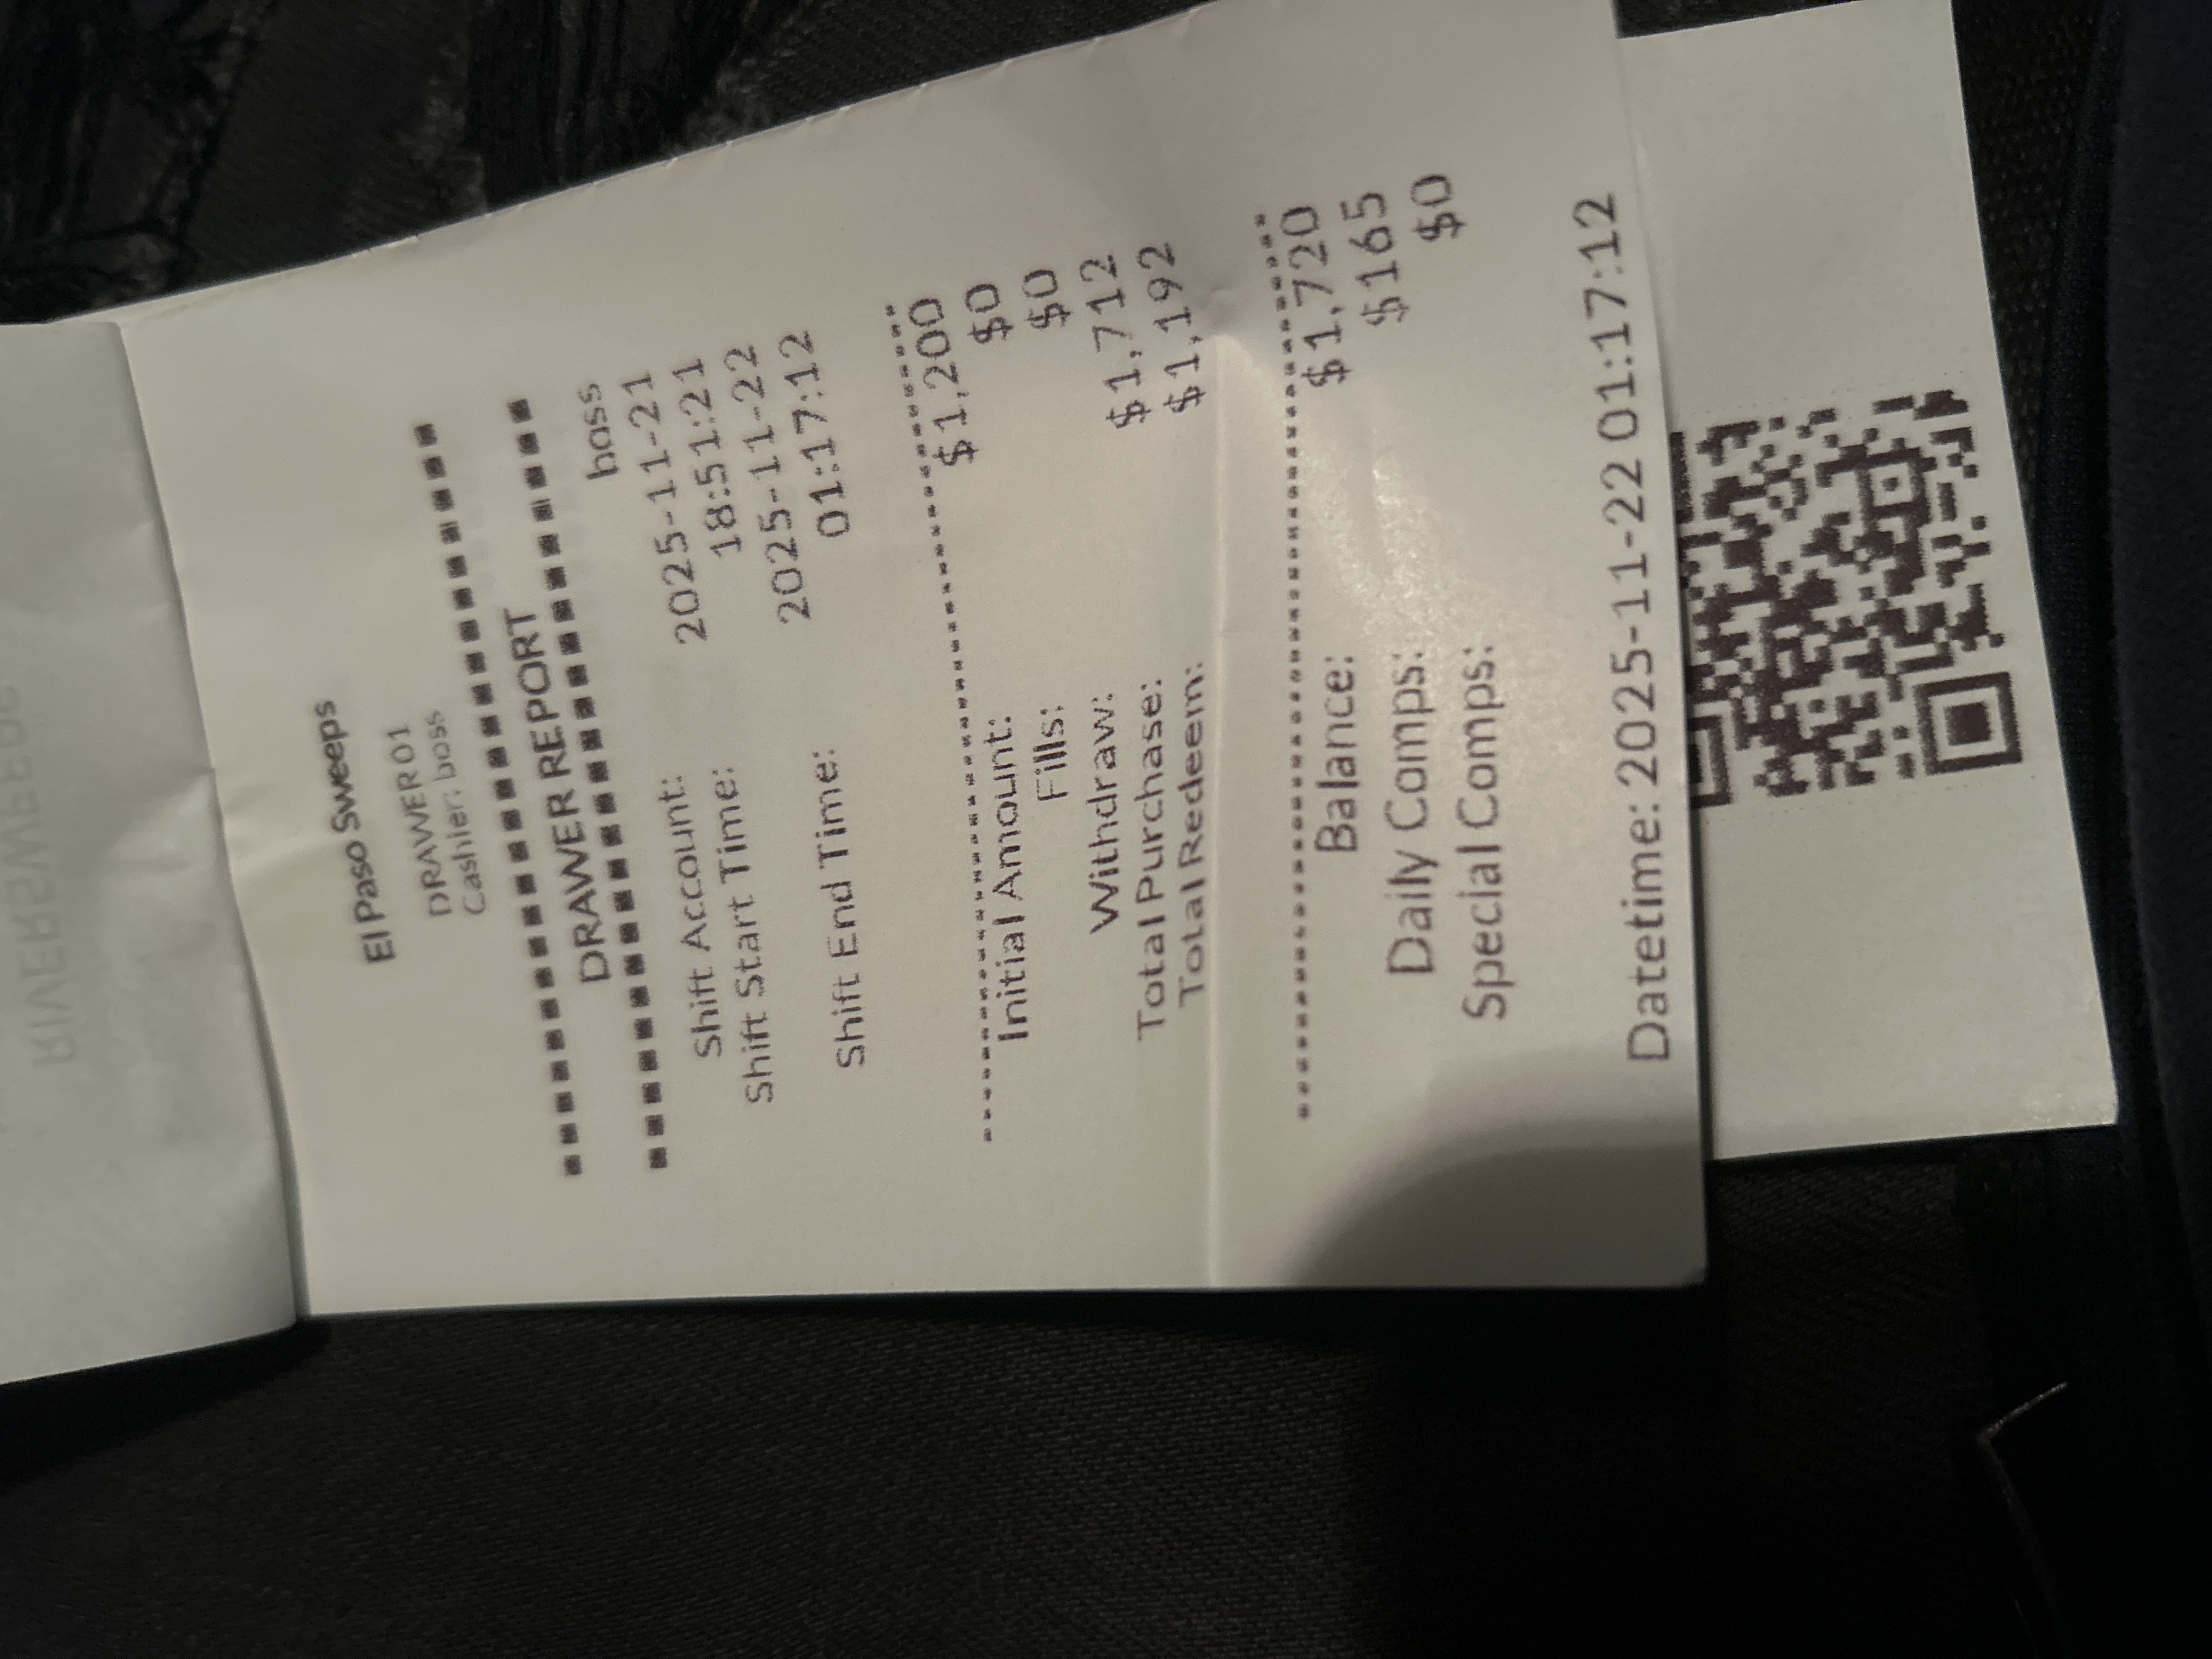 El Paso Sweeps
DRAWER 01
Cashier: boss
DRAWER REPORT
Shift Account: boss
Shift Start Time: 2025-11-21
18:51:21
Shift End Time: 2025-11-22
01:17:12
Initial Amount: $1,200
Fills: $0
Withdraw: $0
Total Purchase: $1,712
Total Redeem: $1,192
Balance: $1,720
Daily Comps: $165
Special Comps: $0
Datetime: 2025-11-22 01:17:12